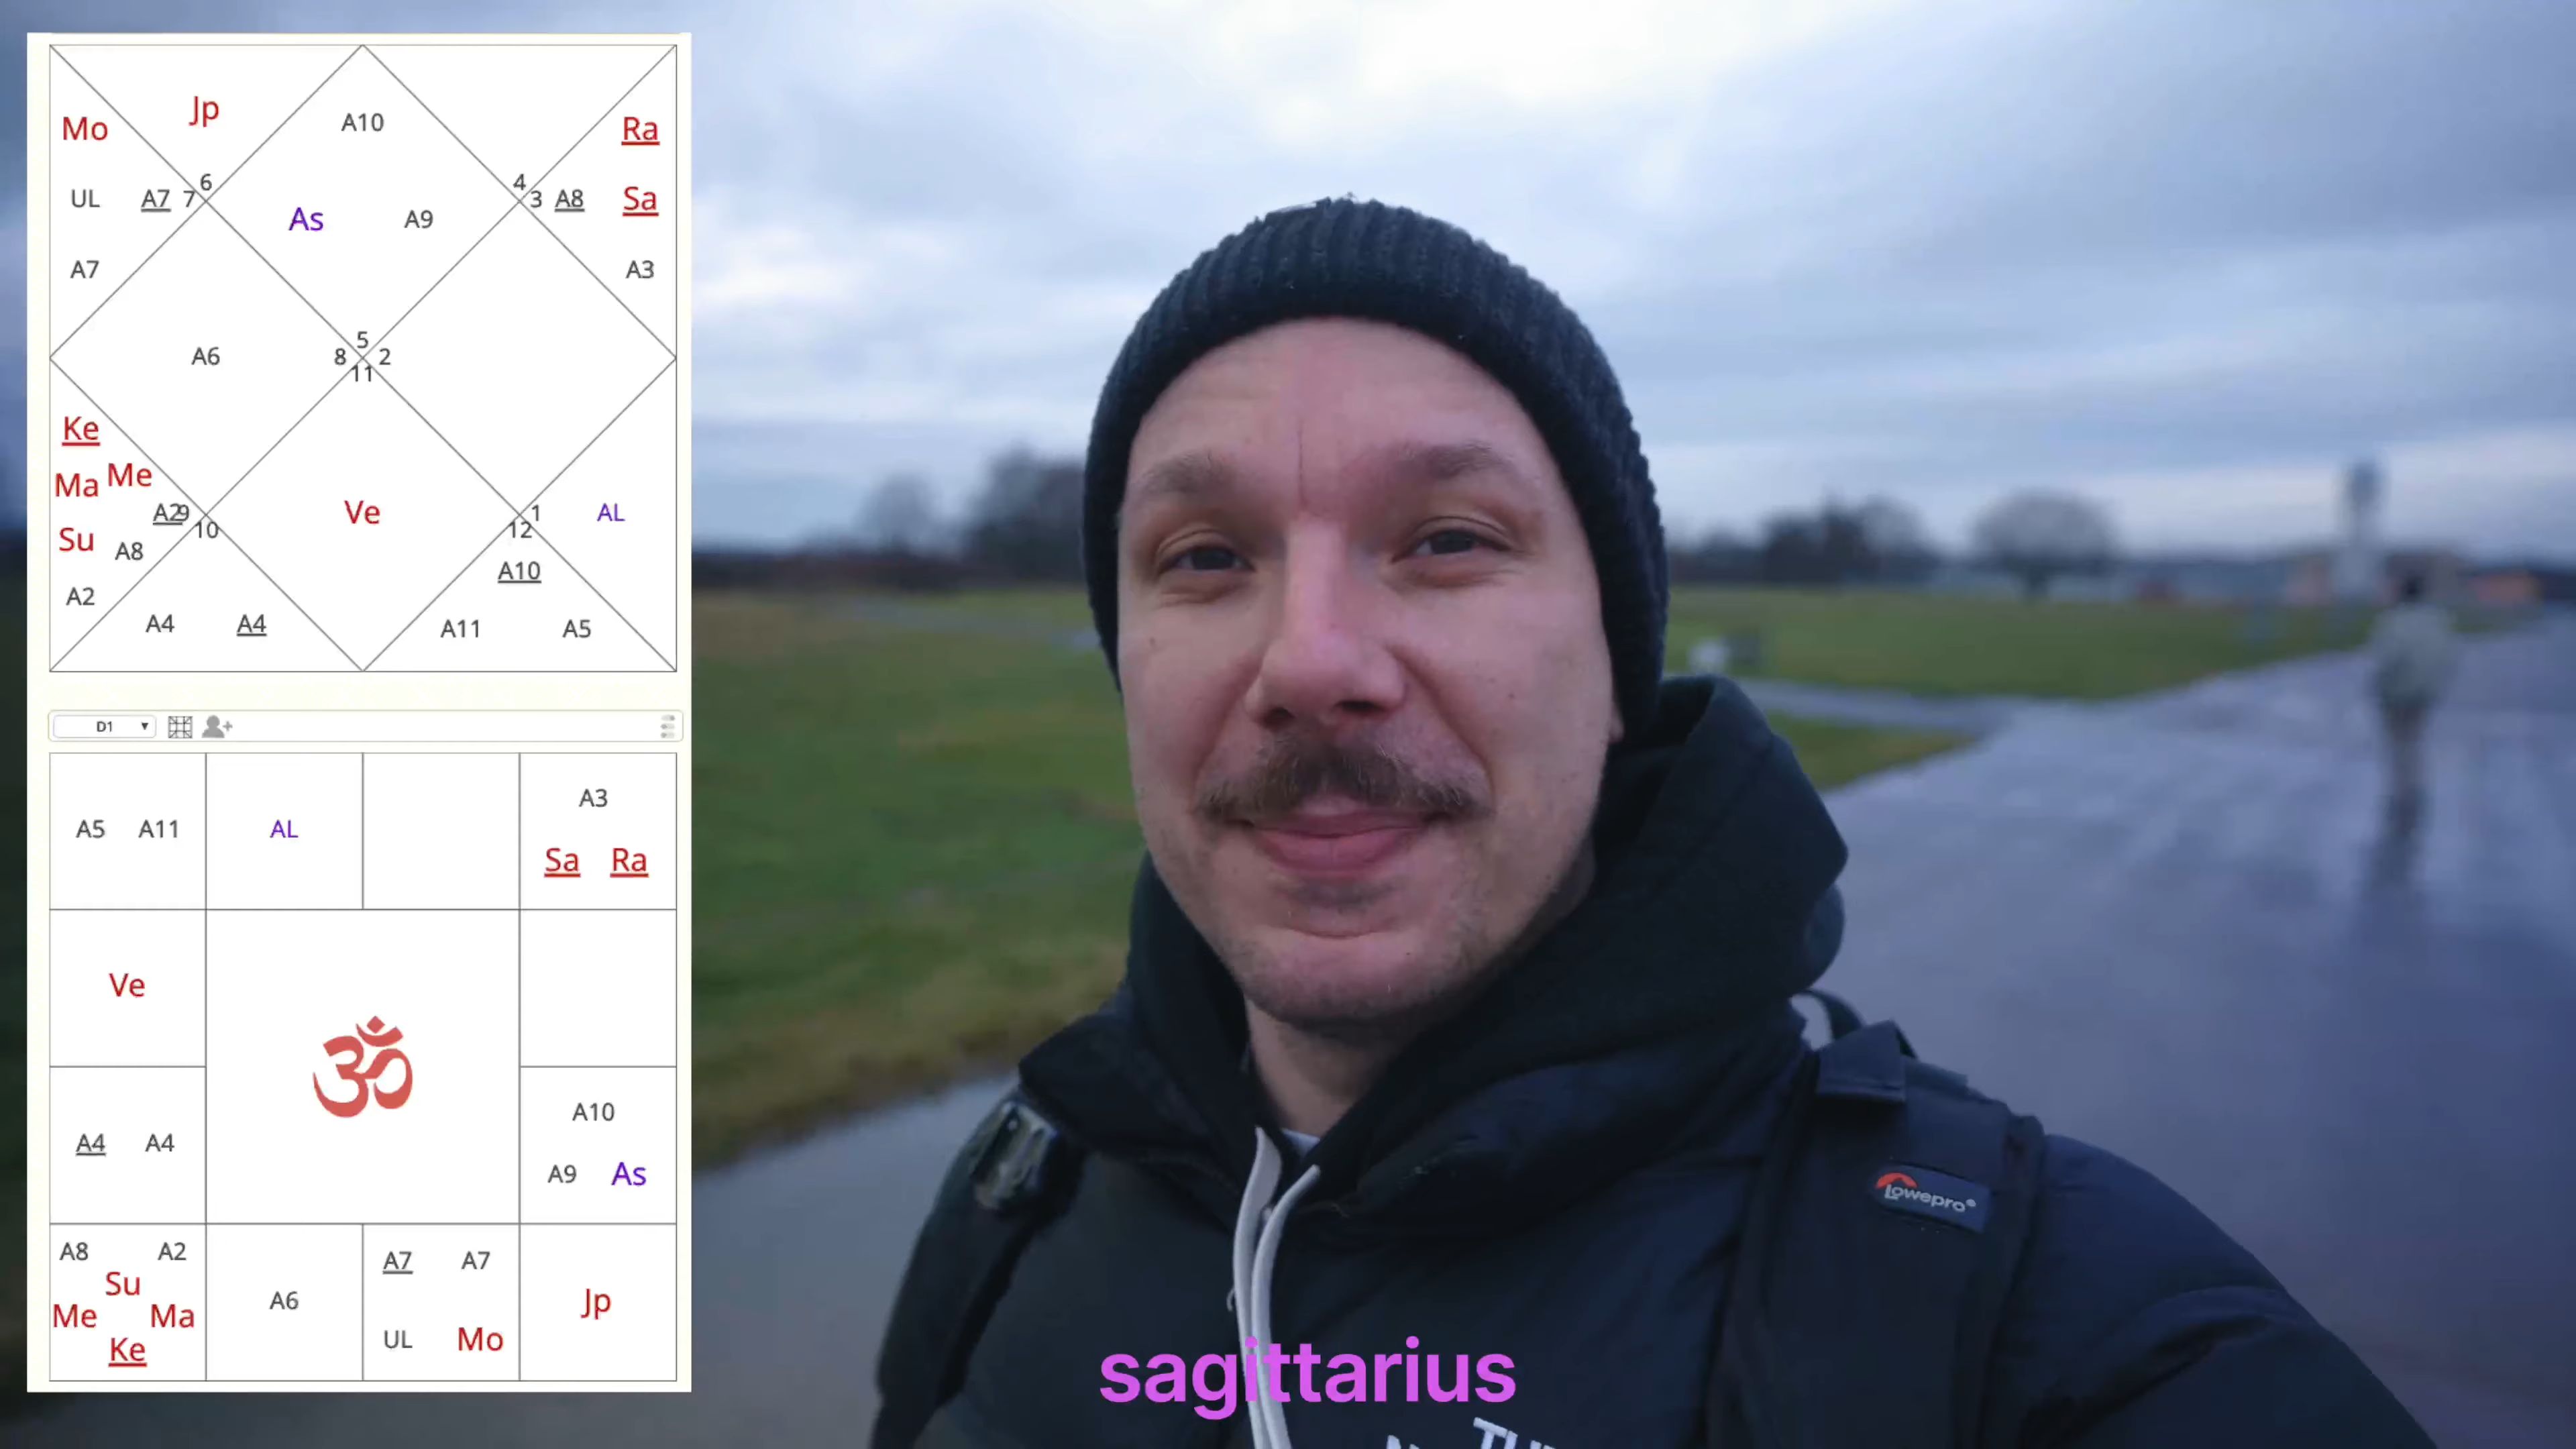 Jp
Mo
A10
Ra
6
4
UL A7 7
3 A8 Sa
As A9
A7
A3
5
A6
8 2
11
Ke
Ma Me
A2 9
10
Ve
1 AL
12
Su A8
A10
A2
A4 A4
A11 A5
D1
A5 A11
AL
A3
Sa Ra
Ve
ॐ
A4 A4
A10
A9 As
A8 A2
Su
Me Ma
Ke
A6
A7 A7
UL Mo
Jp
Lowepro®
sagittarius